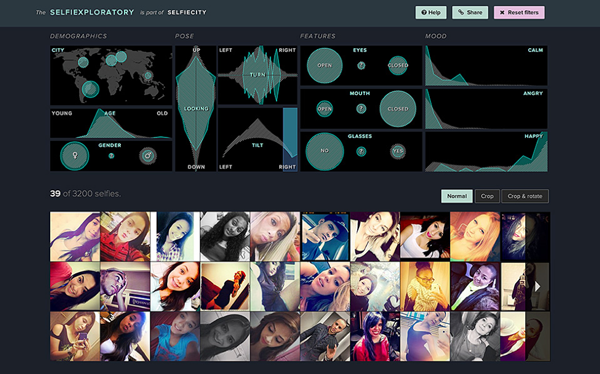 The SELFIEXPLORATORY is part of SELFIECITY
? Help
Share
✖ Reset filters
DEMOGRAPHICS
POSE
FEATURES
MOOD
CITY
YOUNG AGE OLD
GENDER
♀ ? ♂
UP
LOOKING
DOWN
LEFT RIGHT
TURN
TILT
LEFT RIGHT
EYES
OPEN ? CLOSED
MOUTH
OPEN ? CLOSED
GLASSES
NO ? YES
CALM
ANGRY
HAPPY
39 of 3200 selfies.
Normal
Crop
Crop & rotate